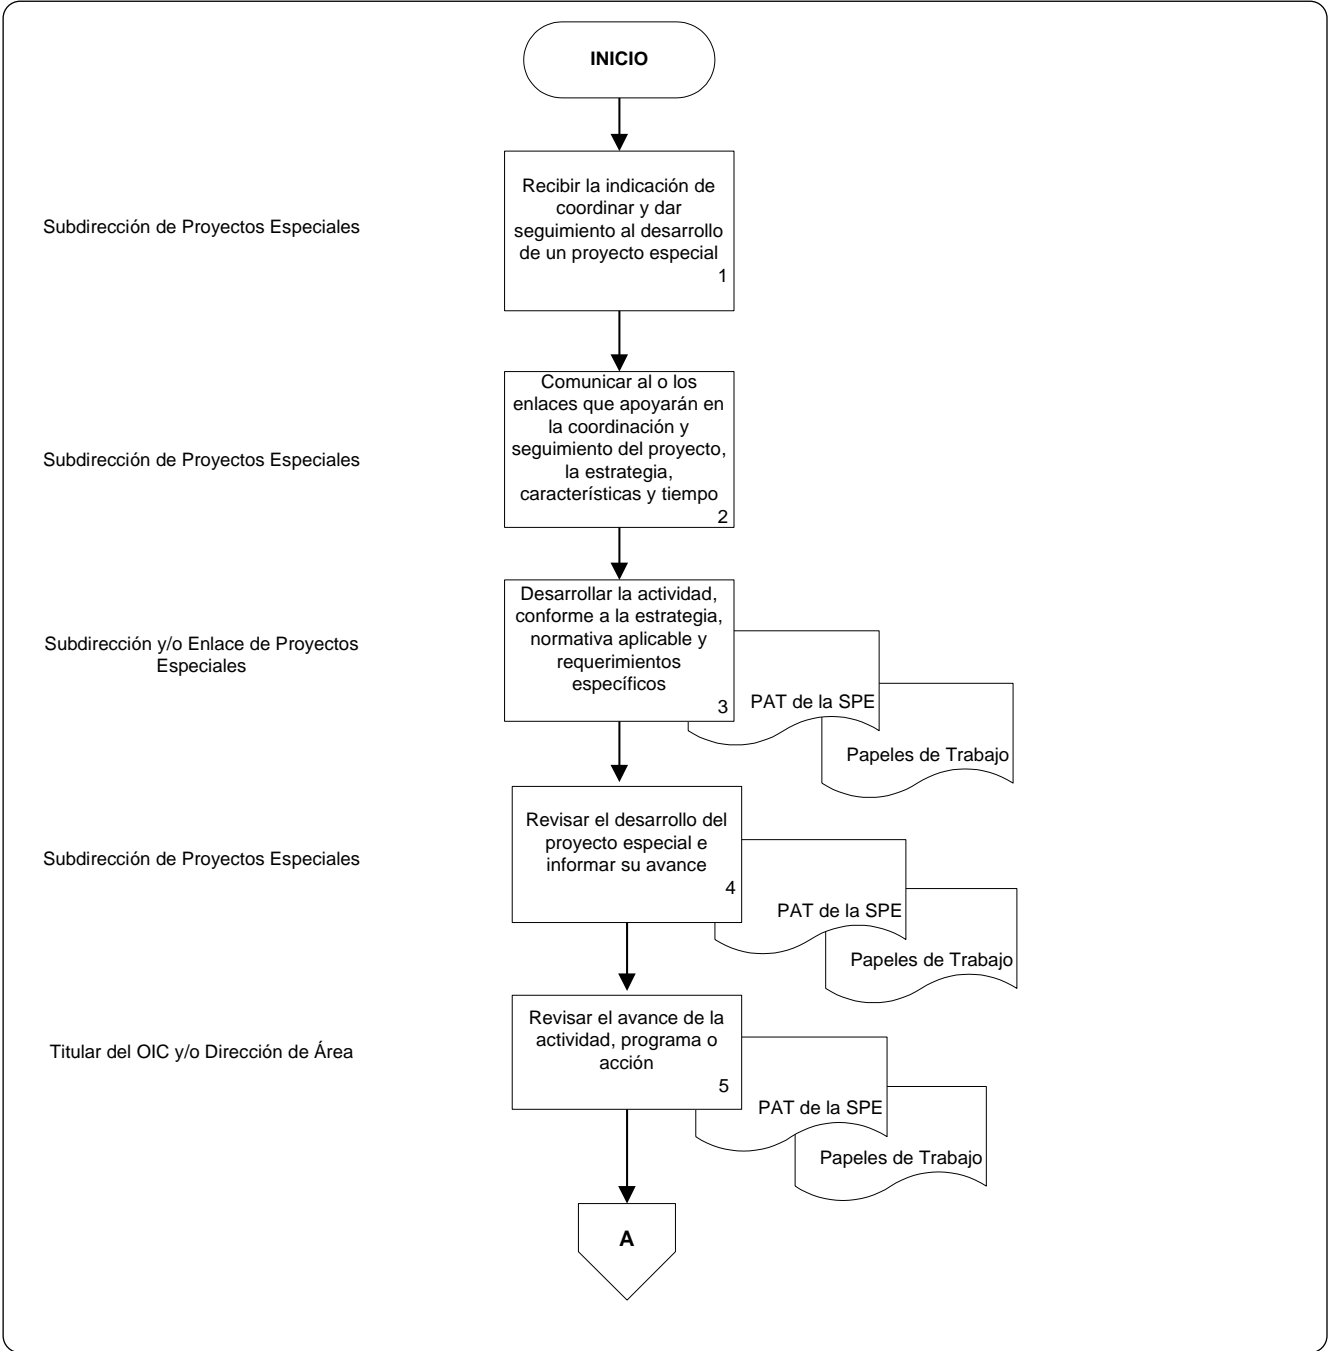 INICIO
Subdirección de Proyectos Especiales
Recibir la indicación de
coordinar y dar
seguimiento al desarrollo
de un proyecto especial
1
Subdirección de Proyectos Especiales
Comunicar al o los
enlaces que apoyarán en
la coordinación y
seguimiento del proyecto,
la estrategia,
características y tiempo
2
Subdirección y/o Enlace de Proyectos
Especiales
Desarrollar la actividad,
conforme a la estrategia,
normativa aplicable y
requerimientos
específicos
3
PAT de la SPE
Papeles de Trabajo
Subdirección de Proyectos Especiales
Revisar el desarrollo del
proyecto especial e
informar su avance
4
PAT de la SPE
Papeles de Trabajo
Titular del OIC y/o Dirección de Área
Revisar el avance de la
actividad, programa o
acción
5
PAT de la SPE
Papeles de Trabajo
A